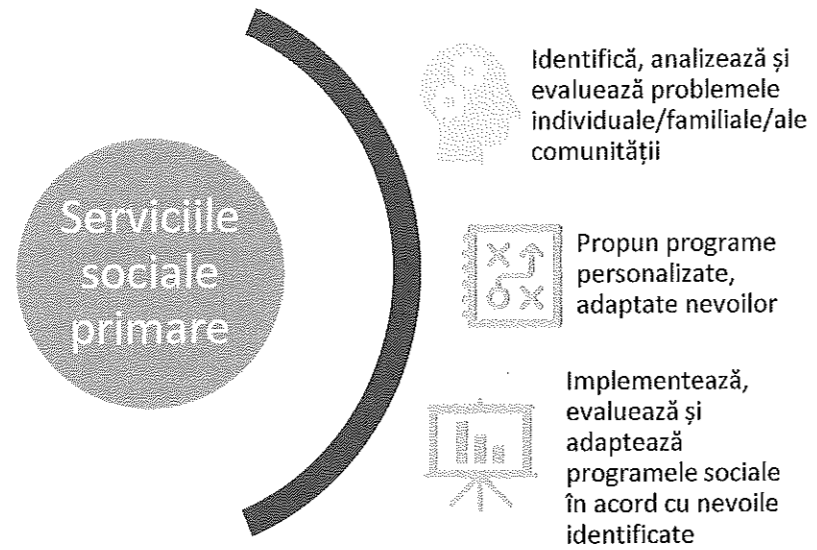 Serviciile
sociale
primare
Identifică, analizează și
evaluează problemele
individuale/familiale/ale
comunității
Propun programe
personalizate,
adaptate nevoilor
Implementează,
evaluează și
adaptează
programele sociale
în acord cu nevoile
identificate